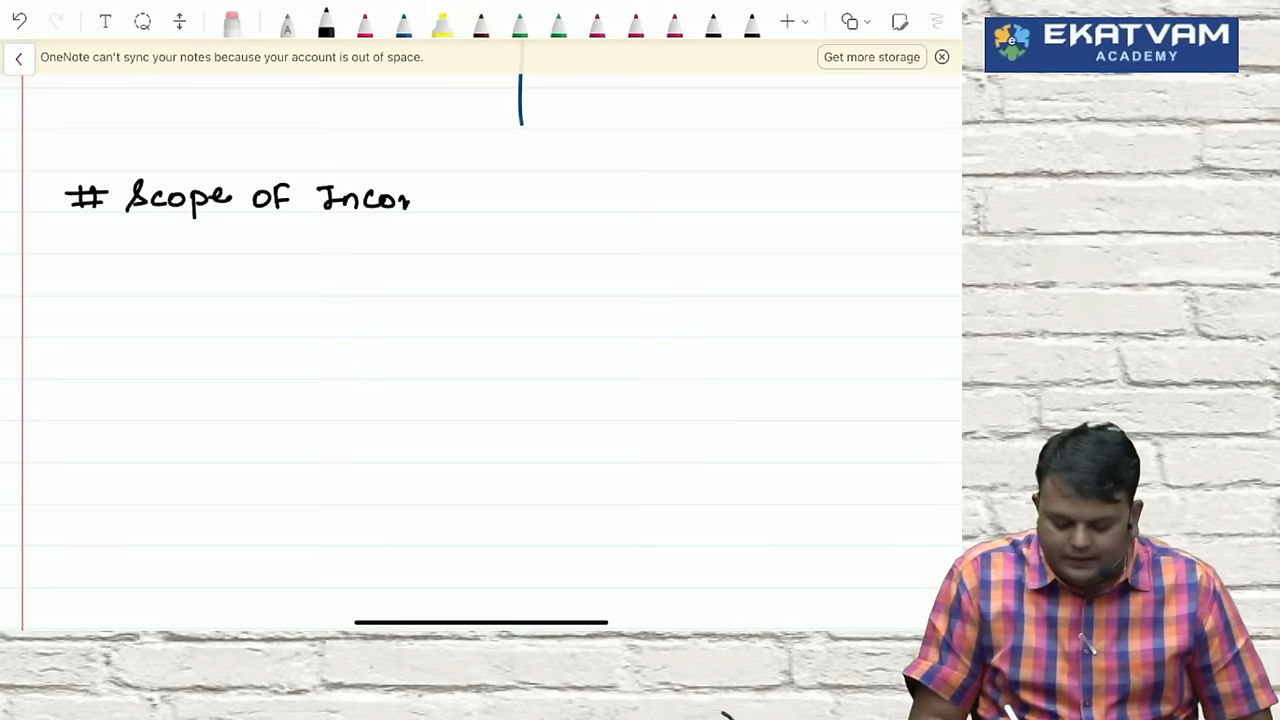 EKATVAM
ACADEMY
OneNote can't sync your notes because your account is out of space.
Get more storage
# Scope of Incom